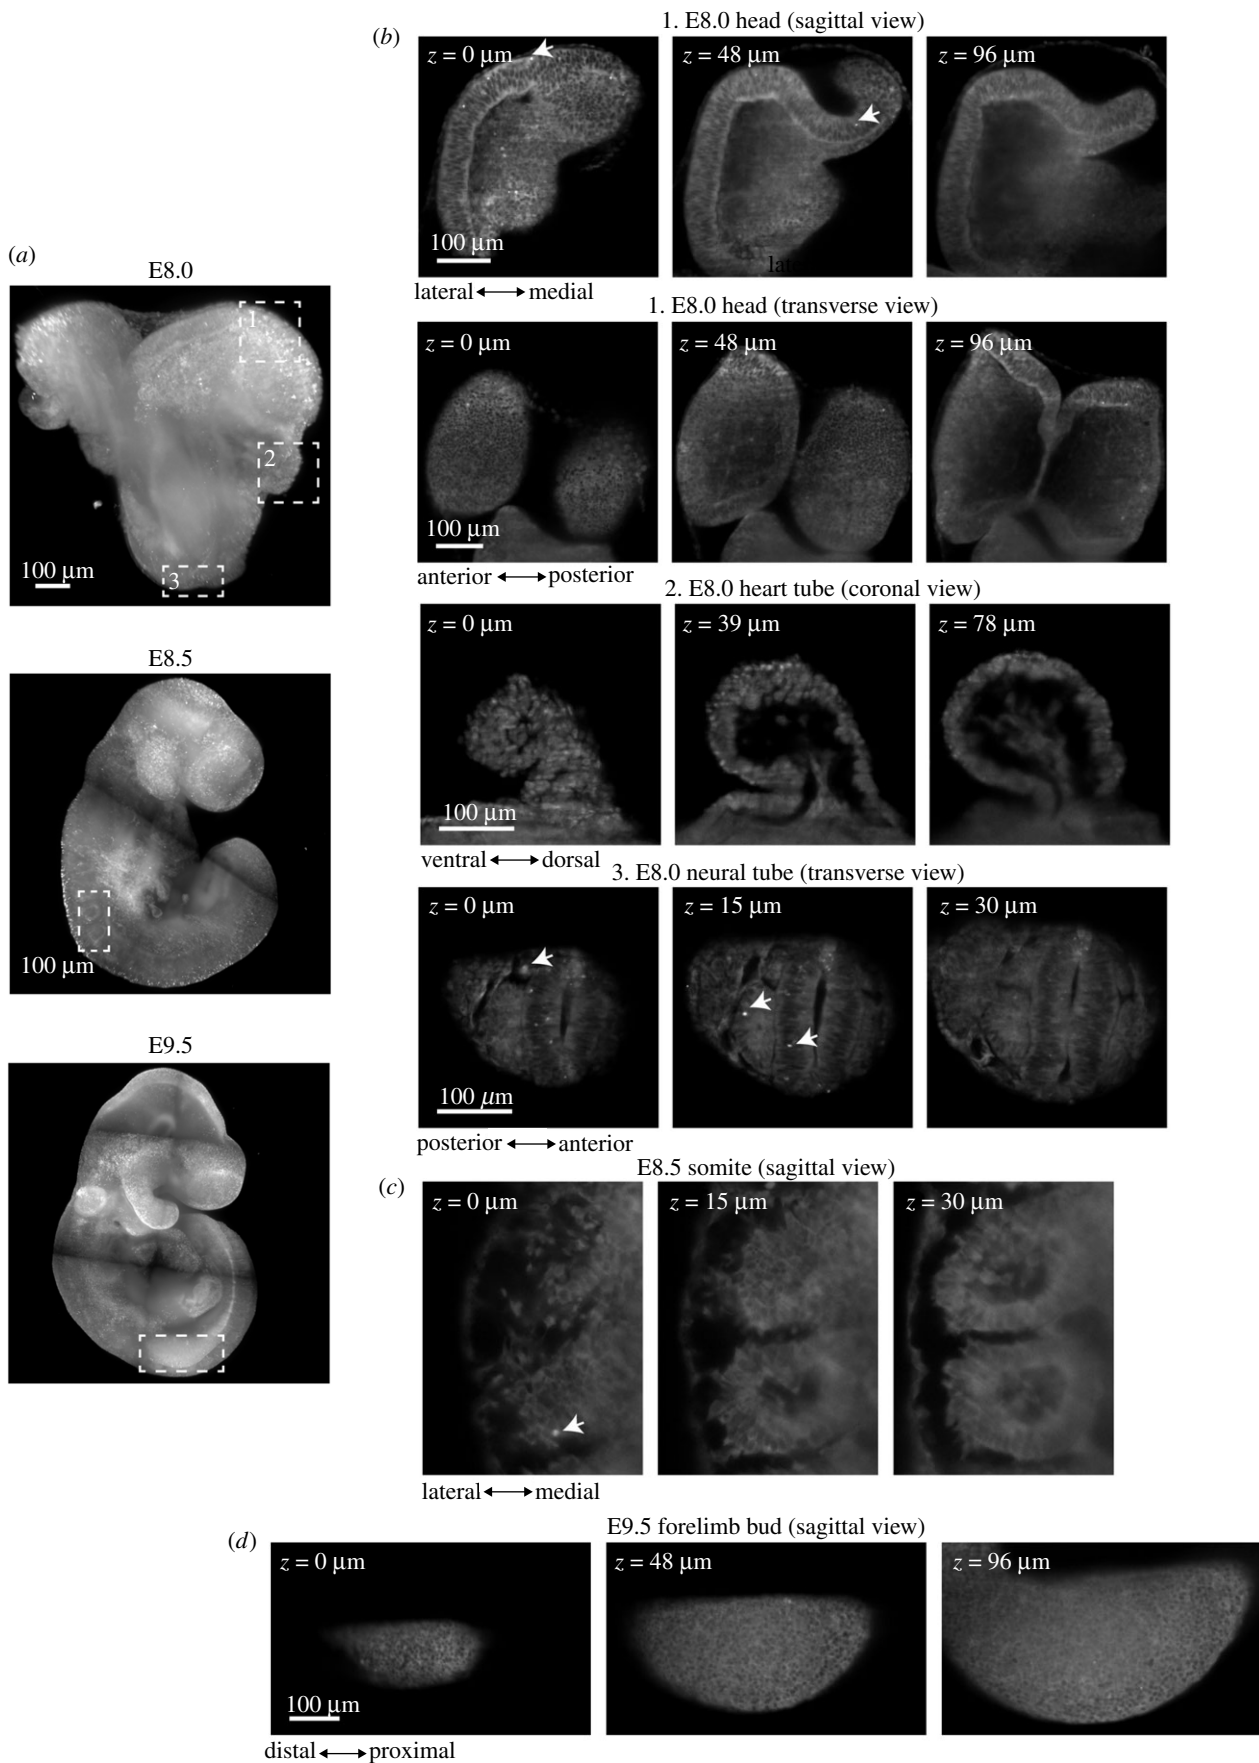 (a)
E8.0
1
2
3
100 µm
E8.5
100 µm
E9.5
(b)
1. E8.0 head (sagittal view)
z = 0 µm
z = 48 µm
z = 96 µm
100 µm
lateral medial
1. E8.0 head (transverse view)
z = 0 µm
z = 48 µm
z = 96 µm
100 µm
anterior posterior
2. E8.0 heart tube (coronal view)
z = 0 µm
z = 39 µm
z = 78 µm
100 µm
ventral dorsal
3. E8.0 neural tube (transverse view)
z = 0 µm
z = 15 µm
z = 30 µm
100 µm
posterior anterior
(c)
E8.5 somite (sagittal view)
z = 0 µm
z = 15 µm
z = 30 µm
lateral medial
(d)
E9.5 forelimb bud (sagittal view)
z = 0 µm
z = 48 µm
z = 96 µm
100 µm
distal proximal